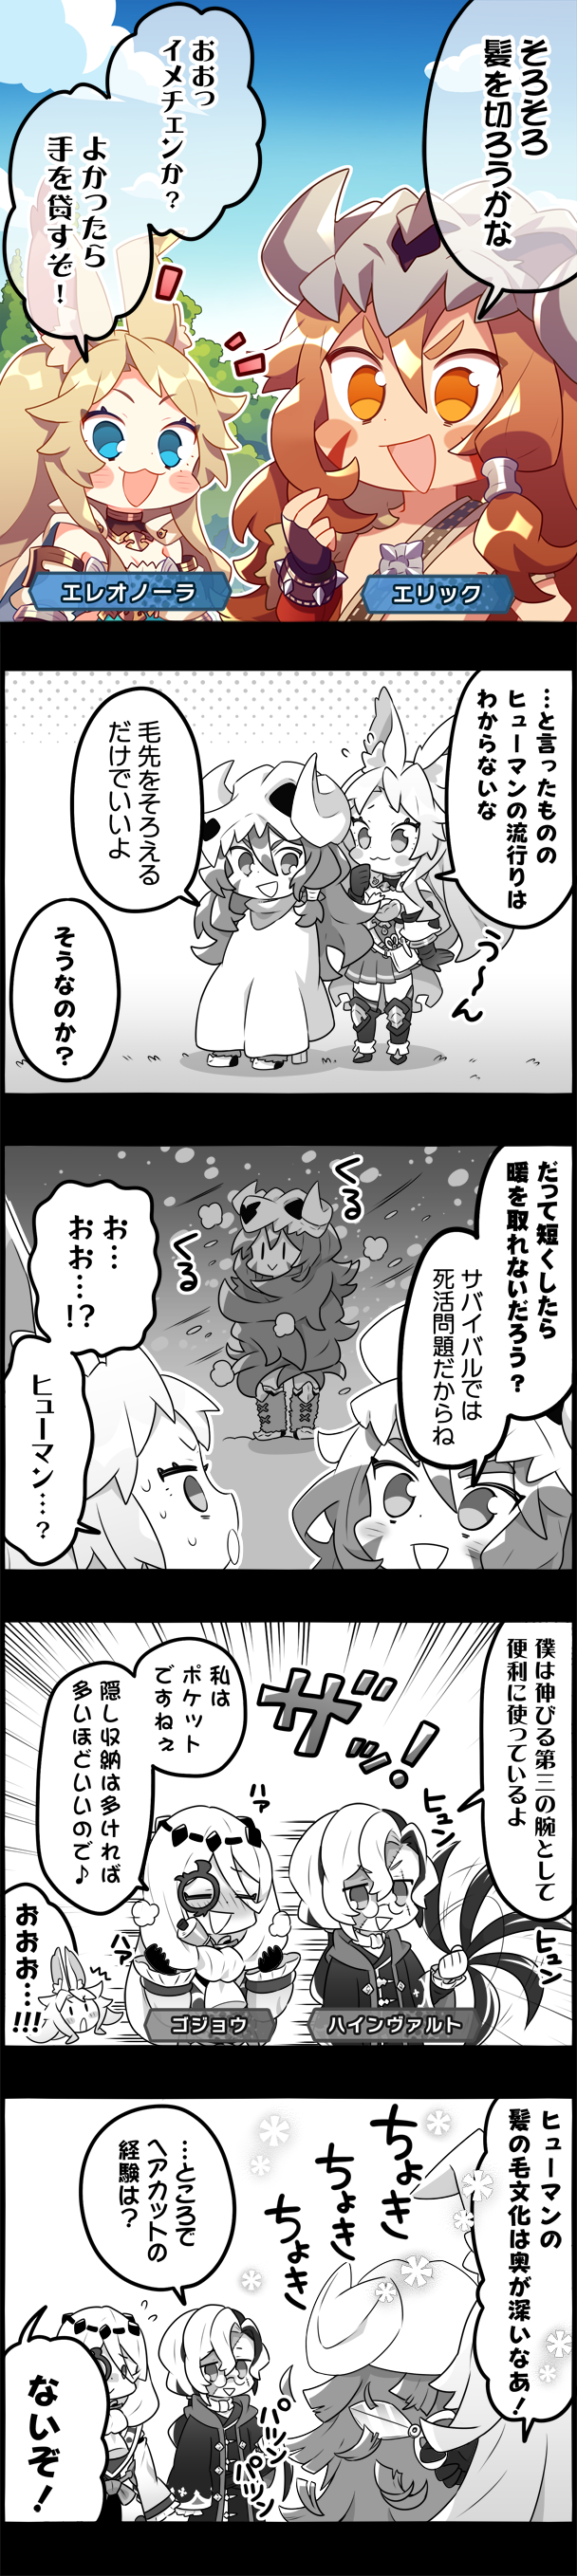 そろそろ
髪を切ろうかな
おおっ
イメチェンか？
よかったら
手を貸すぞ！
エレオノーラ
エリック
…と言ったものの
ヒューマンの流行りは
わからないな
う～ん
毛先をそろえる
だけでいいよ
そうなのか？
だって短くしたら
暖を取れないだろう？
サバイバルでは
死活問題だからね
くる
くる
お…
おお…！？
ヒューマン…？
僕は伸びる第三の腕として
便利に使っているよ
ヒュン
ヒュン
ザッ！
私は
ポケット
ですねぇ
隠し収納は多ければ
多いほどいいので♪
ハァ
ハァ
おおお…！！！
ゴジョウ
ハインヴァルト
ヒューマンの
髪の毛文化は奥が深いなあ！
ちょき
ちょき
ちょき
…ところで
ヘアカットの
経験は？
パツン
パツン
ないぞ！